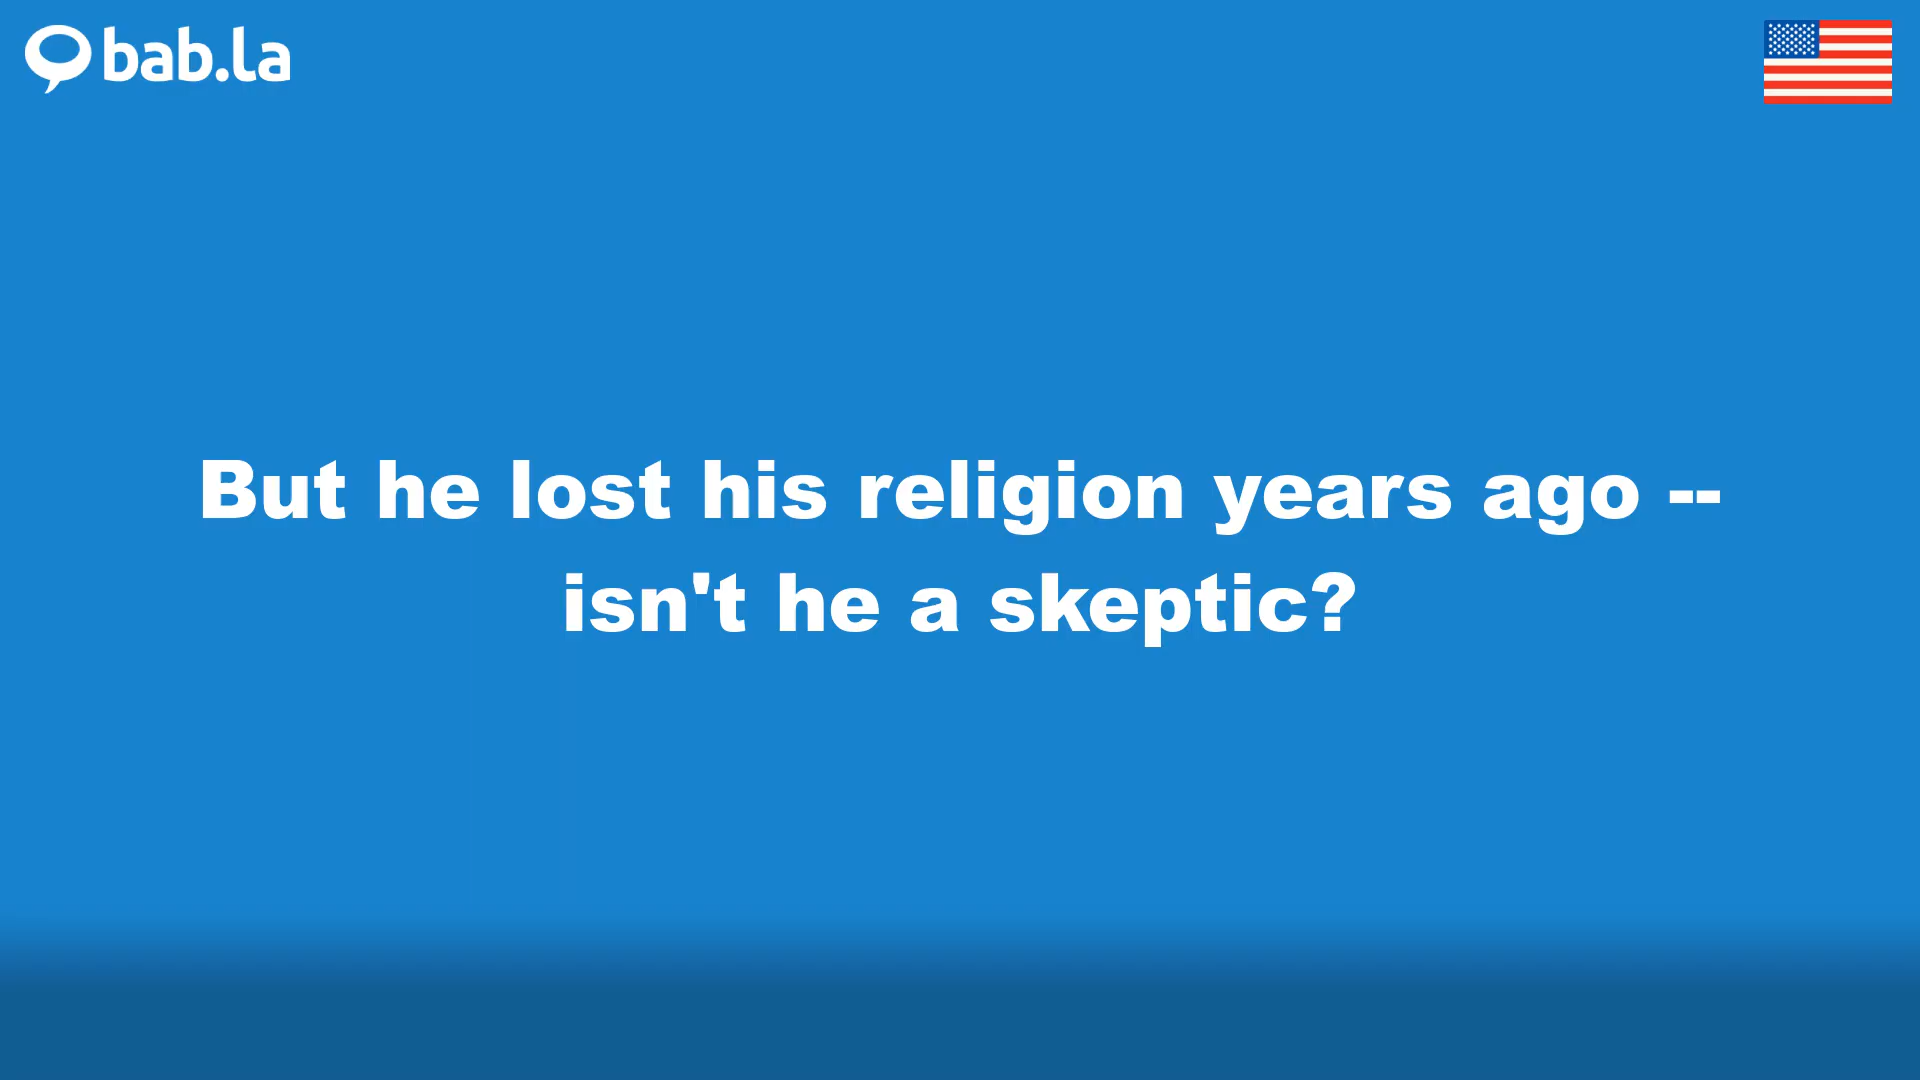 bab.la
But he lost his religion years ago --
isn't he a skeptic?